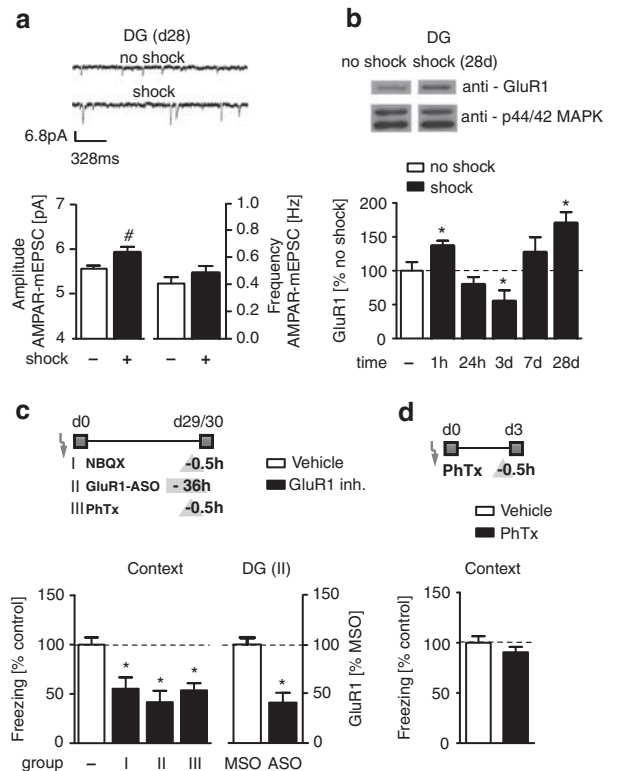 a
DG (d28)
no shock
shock
6.8pA
328ms
Amplitude
AMPAR-mEPSC [pA]
7
6
5
4
1.0
0.8
0.6
0.4
0.2
0.0
Frequency
AMPAR-mEPSC [Hz]
#
shock – + – +
b
DG
no shock shock (28d)
anti - GluR1
anti - p44/42 MAPK
no shock
shock
GluR1 [% no shock]
200
150
100
50
0
* * *
time – 1h 24h 3d 7d 28d
c
d0 d29/30
I NBQX -0.5h
II GluR1-ASO - 36h
III PhTx -0.5h
Vehicle
GluR1 inh.
Context DG (II)
Freezing [% control]
150
100
50
0
* * * *
150
100
50
0
GluR1 [% MSO]
group – I II III MSO ASO
d
d0 d3
PhTx -0.5h
Vehicle
PhTx
Context
Freezing [% control]
150
100
50
0